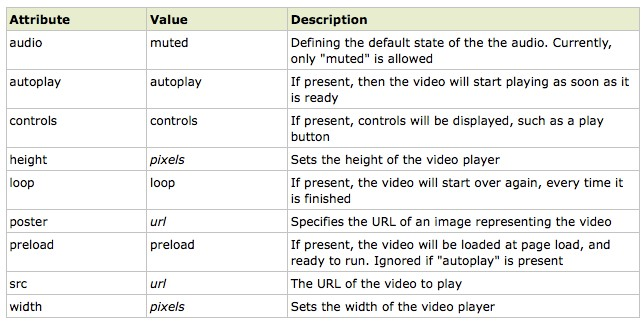 Attribute Value Description
audio muted Defining the default state of the the audio. Currently,
only "muted" is allowed
autoplay autoplay If present, then the video will start playing as soon as it
is ready
controls controls If present, controls will be displayed, such as a play
button
height pixels Sets the height of the video player
loop loop If present, the video will start over again, every time it
is finished
poster url Specifies the URL of an image representing the video
preload preload If present, the video will be loaded at page load, and
ready to run. Ignored if "autoplay" is present
src url The URL of the video to play
width pixels Sets the width of the video player